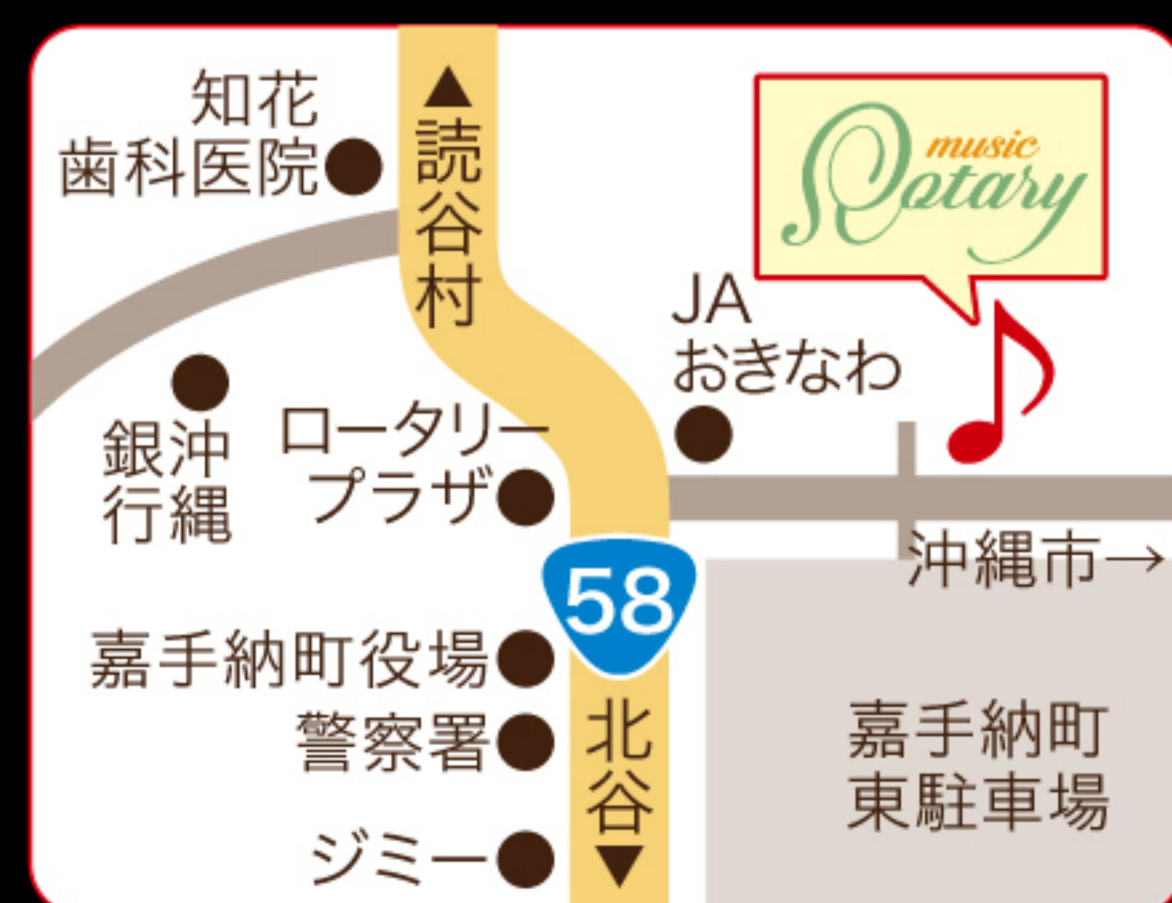 知花
歯科医院
▲読谷村
music
Rotary
JA
おきなわ
沖縄
銀行
ロータリー
プラザ
58
沖縄市→
嘉手納町役場
警察署
北谷▼
嘉手納町
東駐車場
ジミー